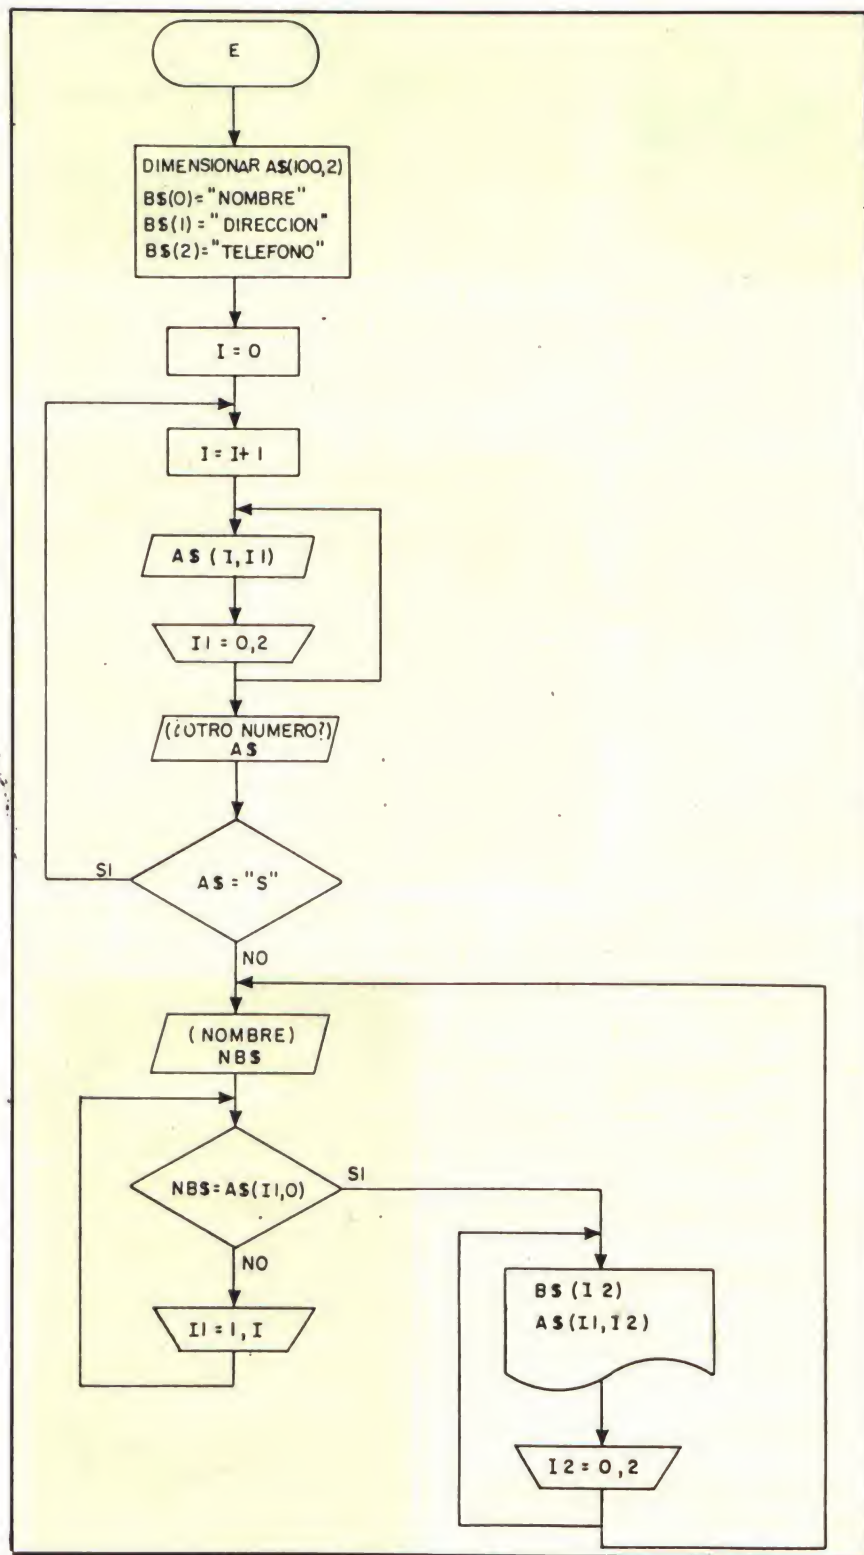 E
DIMENSIONAR A$(100,2)
B$(0)="NOMBRE"
B$(1)="DIRECCION"
B$(2)="TELEFONO"
I = 0
I = I+ 1
A$ (I,I1)
I1 = 0,2
(¿OTRO NUMERO?)
A$
SI
A$ = "S"
NO
(NOMBRE)
NB$
NB$=A$(I1,0)
SI
NO
I1 = 1, I
B$ (I2)
A$(I1,I2)
I2 = 0,2